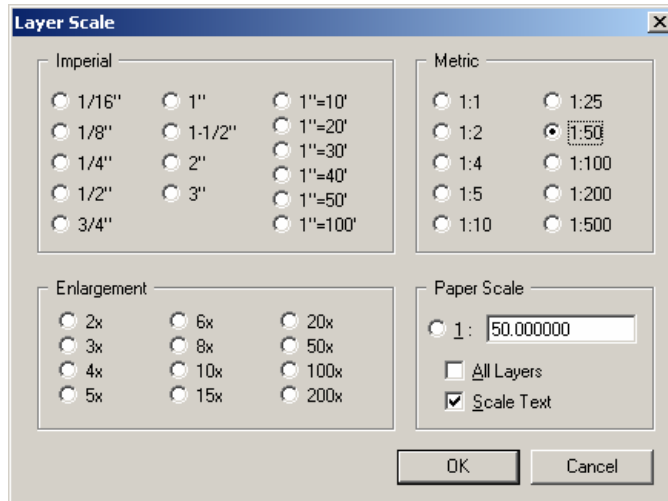 Layer Scale
Imperial
1/16"
1/8"
1/4"
1/2"
3/4"
1"
1-1/2"
2"
3"
1"=10'
1"=20'
1"=30'
1"=40'
1"=50'
1"=100'
Metric
1:1
1:2
1:4
1:5
1:10
1:25
1:50
1:100
1:200
1:500
Enlargement
2x
3x
4x
5x
6x
8x
10x
15x
20x
50x
100x
200x
Paper Scale
1 : 50.000000
All Layers
Scale Text
OK Cancel